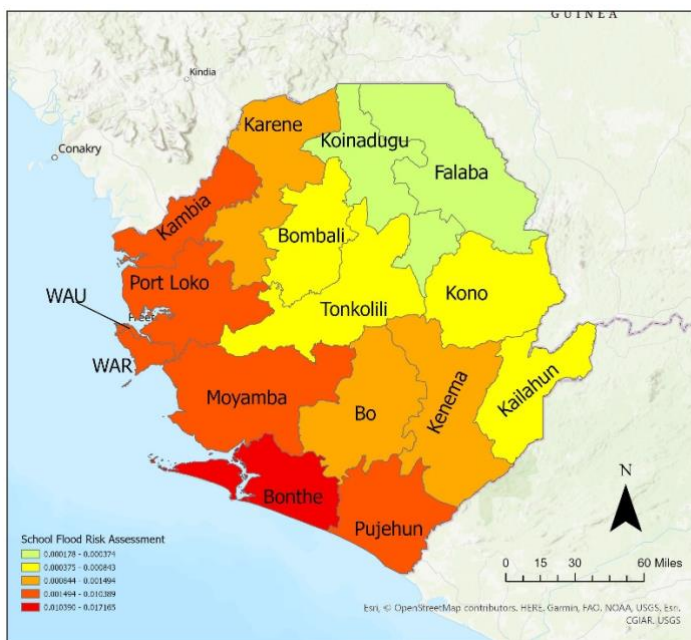 GUINEA
Kindia
Conakry
Karene
Koinadugu
Falaba
Kambia
Bombali
Port Loko
WAU
Freet
Kono
Tonkolili
WAR
Kailahun
Moyamba
Bo
Kenema
Bonthe
Pujehun
N
School Flood Risk Assessment
0.000178 - 0.000374
0.000375 - 0.000843
0.000844 - 0.001494
0.001494 - 0.010389
0.010390 - 0.017165
0 15 30 60 Miles
Esri, © OpenStreetMap contributors, HERE, Garmin, FAO, NOAA, USGS, Esri,
CGIAR, USGS